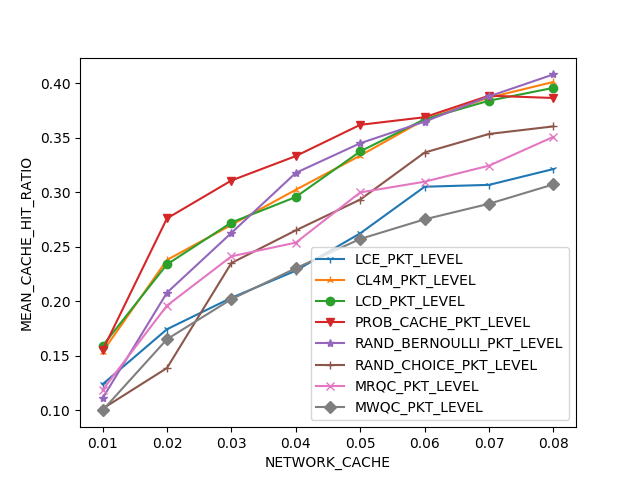 0.40
0.35
0.30
0.25
0.20
0.15
0.10
MEAN_CACHE_HIT_RATIO
LCE_PKT_LEVEL
CL4M_PKT_LEVEL
LCD_PKT_LEVEL
PROB_CACHE_PKT_LEVEL
RAND_BERNOULLI_PKT_LEVEL
RAND_CHOICE_PKT_LEVEL
MRQC_PKT_LEVEL
MWQC_PKT_LEVEL
0.01 0.02 0.03 0.04 0.05 0.06 0.07 0.08
NETWORK_CACHE